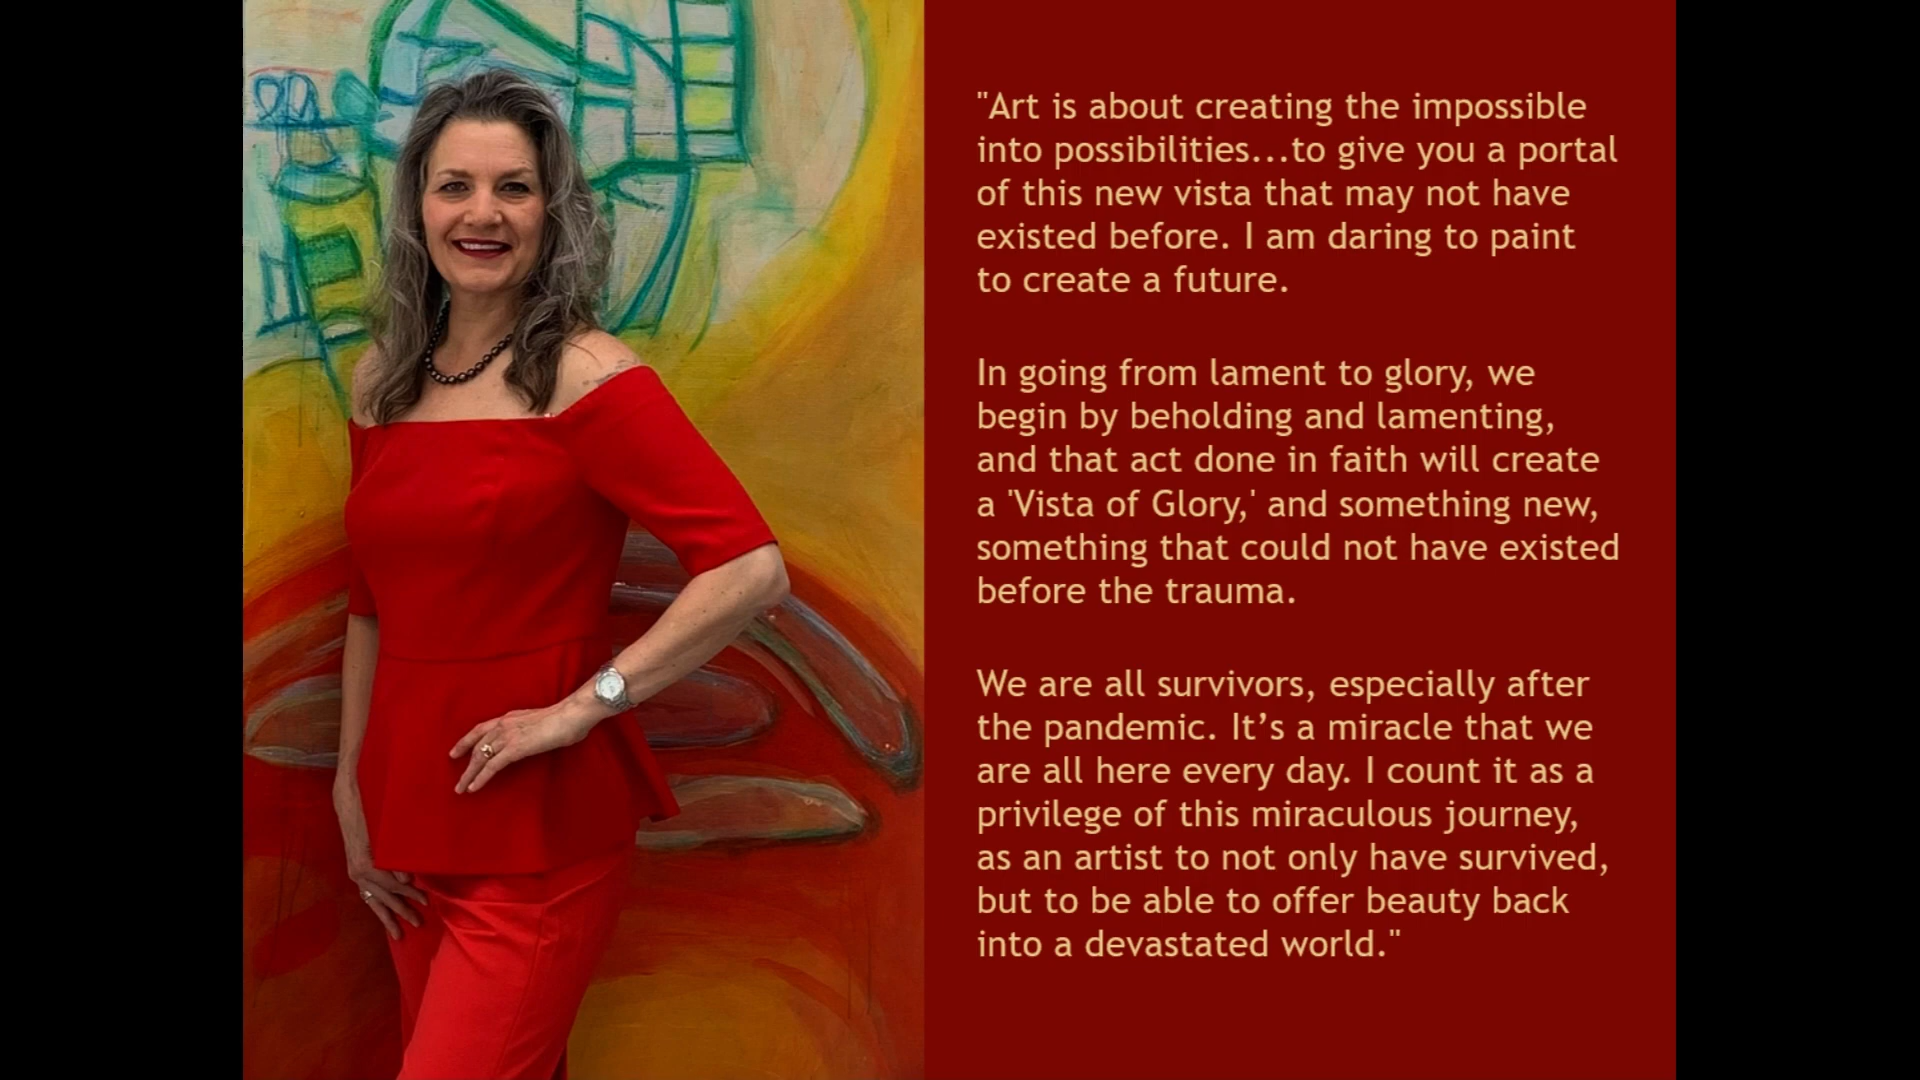 "Art is about creating the impossible
into possibilities...to give you a portal
of this new vista that may not have
existed before. I am daring to paint
to create a future.
In going from lament to glory, we
begin by beholding and lamenting,
and that act done in faith will create
a 'Vista of Glory,' and something new,
something that could not have existed
before the trauma.
We are all survivors, especially after
the pandemic. It’s a miracle that we
are all here every day. I count it as a
privilege of this miraculous journey,
as an artist to not only have survived,
but to be able to offer beauty back
into a devastated world."